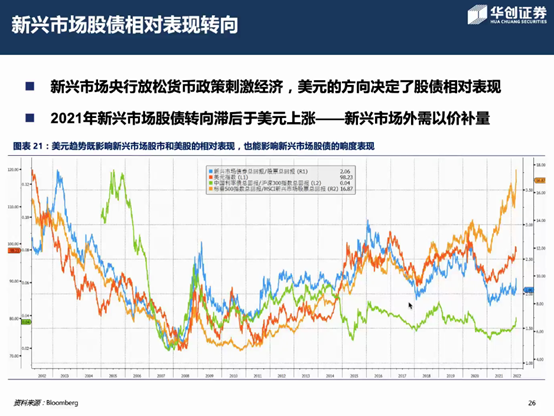 新兴市场股债相对表现转向
华创证券
HUA CHUANG SECURITIES
新兴市场央行放松货币政策刺激经济，美元的方向决定了股债相对表现
2021年新兴市场股债转向滞后于美元上涨——新兴市场外需以价补量
图表 21：美元趋势既影响新兴市场股市和美股的相对表现，也能影响新兴市场股债的响度表现
新兴市场债券总回报/股票总回报 (R1) 2.06
美元指数 (L1) 98.23
中国利率债总回报/沪深300指数总回报 (L2) 0.04
标普500指数总回报/MSCI新兴市场指数总回报 (R2) 16.87
120.00
100.00
90.00
80.00
70.00
2002 2003 2004 2005 2006 2007 2008 2009 2010 2011 2012 2013 2014 2015 2016 2017 2018 2019 2020 2021 2022
资料来源：Bloomberg
26